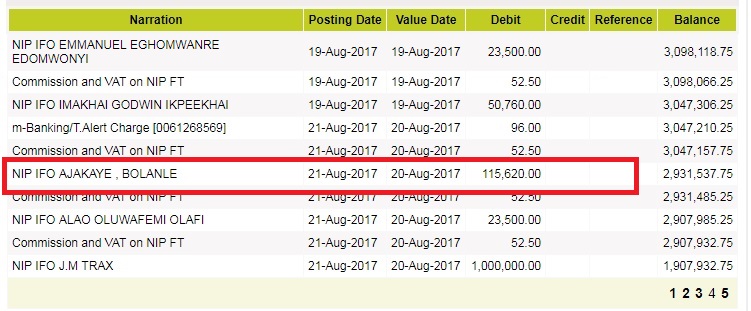 Narration Posting Date Value Date Debit Credit Reference Balance
NIP IFO EMMANUEL EGHOMWANRE
EDOMWONYI 19-Aug-2017 19-Aug-2017 23,500.00 3,098,118.75
Commission and VAT on NIP FT 19-Aug-2017 19-Aug-2017 52.50 3,098,066.25
NIP IFO IMAKHAI GODWIN IKPEEKHAI 19-Aug-2017 19-Aug-2017 50,760.00 3,047,306.25
m-Banking/T.Alert Charge [0061268569] 21-Aug-2017 20-Aug-2017 96.00 3,047,210.25
Commission and VAT on NIP FT 21-Aug-2017 20-Aug-2017 52.50 3,047,157.75
NIP IFO AJAKAYE , BOLANLE 21-Aug-2017 20-Aug-2017 115,620.00 2,931,537.75
Commission and VAT on NIP FT 21-Aug-2017 20-Aug-2017 52.50 2,931,485.25
NIP IFO ALAO OLUWAFEMI OLAFI 21-Aug-2017 20-Aug-2017 23,500.00 2,907,985.25
Commission and VAT on NIP FT 21-Aug-2017 20-Aug-2017 52.50 2,907,932.75
NIP IFO J.M TRAX 21-Aug-2017 20-Aug-2017 1,000,000.00 1,907,932.75
1 2 3 4 5